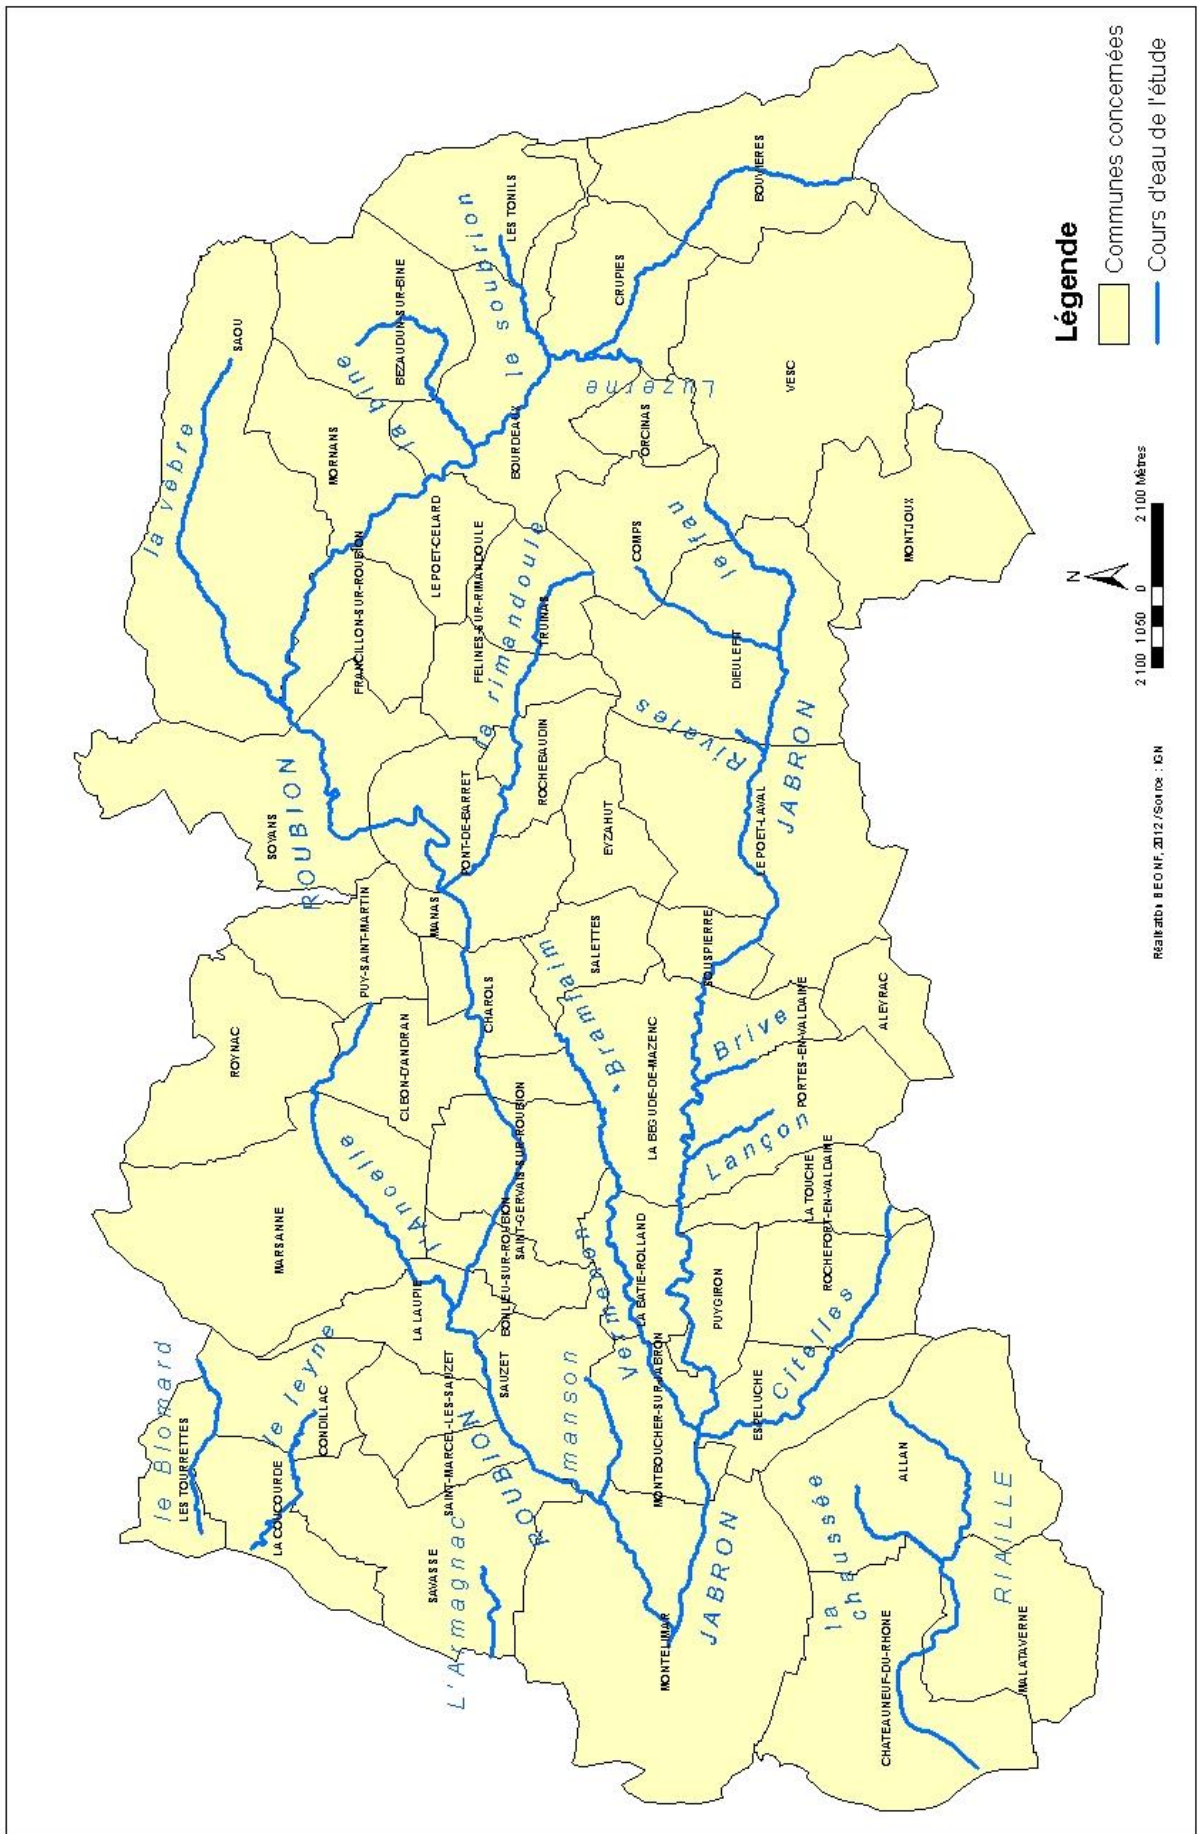 la vèbre
SAOU
LES TONILS
le soubrion
BEZAUDUN-SUR-BINE
la bine
MORNANS
BOUVIERES
CRUPIES
BOURDEAUX
Luzerne
ORCINAS
VESC
MONTJOUX
LE POET-CELARD
FRANCILLON-SUR-ROUBION
FELINES-SUR-RIMANDOULE
la rimandoule
TRUINAS
COMPS
le fau
DIEULEFIT
Rivales
JABRON
LE POET-LAVAL
SOYANS
ROUBION
PONT-DE-BARRET
ROCHEBAUDIN
EYZAHUT
PUY-SAINT-MARTIN
MANAS
SALETTES
SOUSPIERRE
ROYNAC
CHAROLS
Bramfaim
CLEON-D'ANDRAN
LA BEGUDE-DE-MAZENC
Brive
PORTES-EN-VALDAINE
ALEYRAC
Lançon
l'Ancelle
SAINT-GERVAIS-SUR-ROUBION
BONLIEU-SUR-ROUBION
MARSANNE
LA LAUPIE
Vermenon
LA BATIE-ROLLAND
PUYGIRON
LA TOUCHE
ROCHEFORT-EN-VALDAINE
Citelles
le Blomard
LES TOURRETTES
le leyne
CONDILLAC
LA COUCOURDE
SAINT-MARCEL-LES-SAUZET
SAUZET
ROUBION
manson
MONTBOUCHER-SUR-JABRON
ESPELUCHE
ALLAN
SAVASSE
L'Armagnac
MONTELIMAR
JABRON
la
chaussée
RIAILLE
CHATEAUNEUF-DU-RHONE
MALATAVERNE
Légende
Communes concernées
Cours d'eau de l'étude
N
2 100 1 050 0 2 100 Mètres
Réalisation BEONF, 2012 / Source : IGN